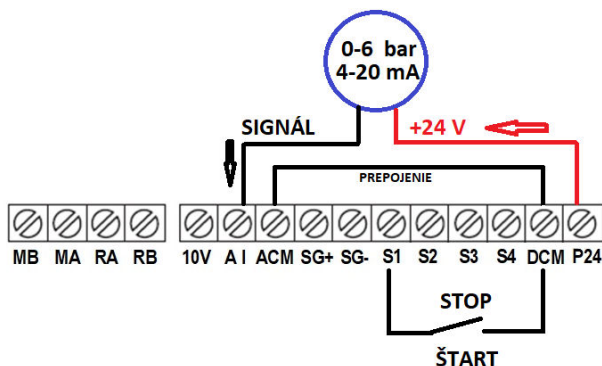 0-6 bar
4-20 mA
SIGNÁL
+24 V
PREPOJENIE
MB MA RA RB 10V A I ACM SG+ SG- S1 S2 S3 S4 DCM P24
STOP
ŠTART